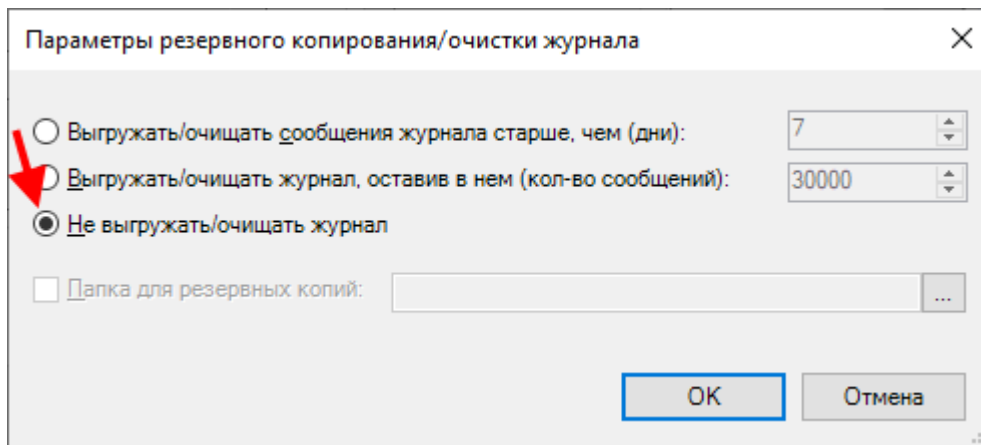 Параметры резервного копирования/очистки журнала
Выгружать/очищать сообщения журнала старше, чем (дни): 7
Выгружать/очищать журнал, оставив в нем (кол-во сообщений): 30000
Не выгружать/очищать журнал
Папка для резервных копий: ...
OK Отмена